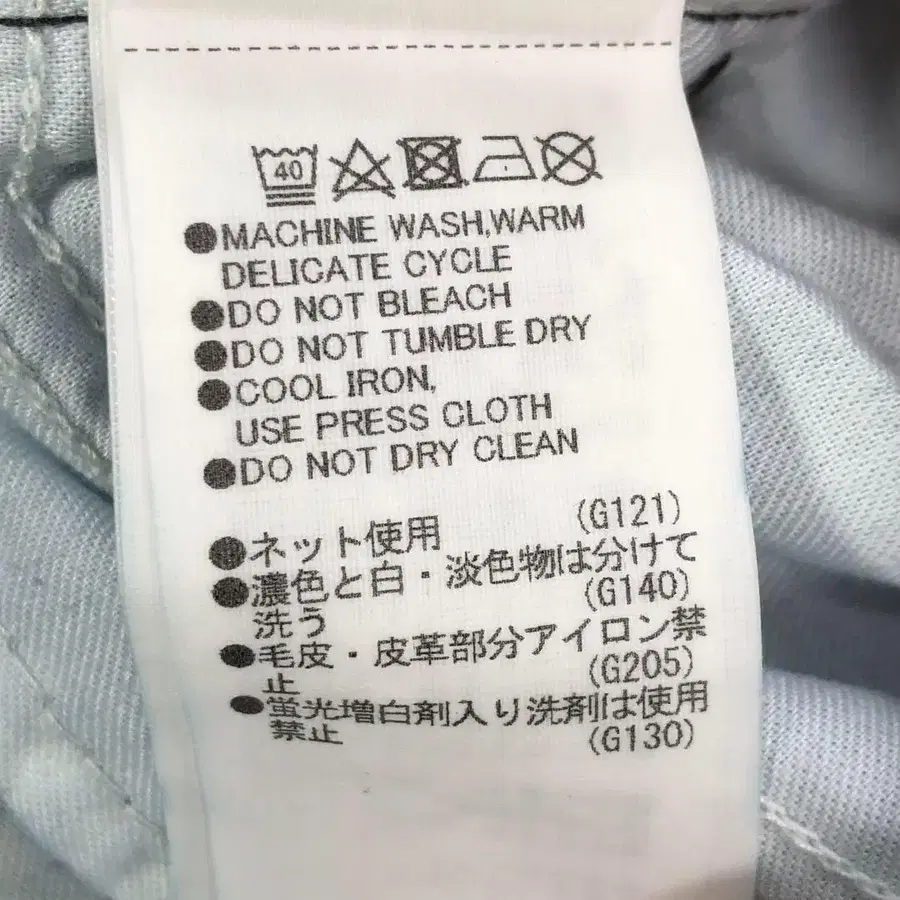 40
●MACHINE WASH,WARM
DELICATE CYCLE
●DO NOT BLEACH
●DO NOT TUMBLE DRY
●COOL IRON,
USE PRESS CLOTH
●DO NOT DRY CLEAN
●ネット使用 (G121)
●濃色と白・淡色物は分けて
洗う (G140)
●毛皮・皮革部分アイロン禁
止 (G205)
●蛍光増白剤入り洗剤は使用
禁止 (G130)